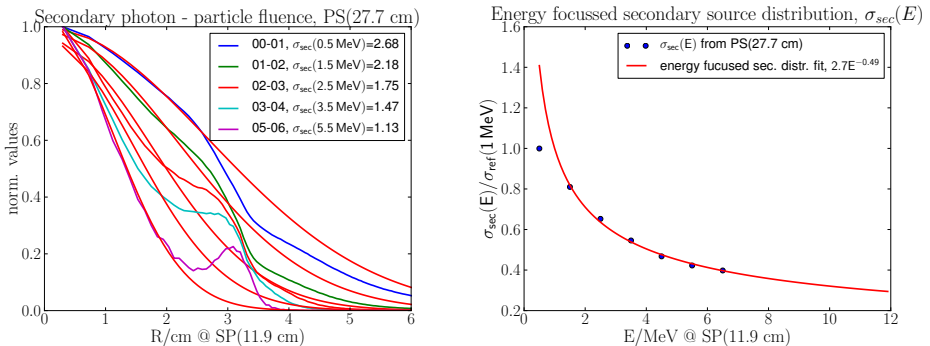 Secondary photon - particle fluence, PS(27.7 cm)
norm. values
1.0
0.8
0.6
0.4
0.2
0.0
00-01, σsec(0.5 MeV)=2.68
01-02, σsec(1.5 MeV)=2.18
02-03, σsec(2.5 MeV)=1.75
03-04, σsec(3.5 MeV)=1.47
05-06, σsec(5.5 MeV)=1.13
0 1 2 3 4 5 6
R/cm @ SP(11.9 cm)
Energy focussed secondary source distribution, σsec(E)
σsec(E)/σref(1 MeV)
1.6
1.4
1.2
1.0
0.8
0.6
0.4
0.2
σsec(E) from PS(27.7 cm)
energy fucused sec. distr. fit, 2.7E^−0.49
0 2 4 6 8 10 12
E/MeV @ SP(11.9 cm)